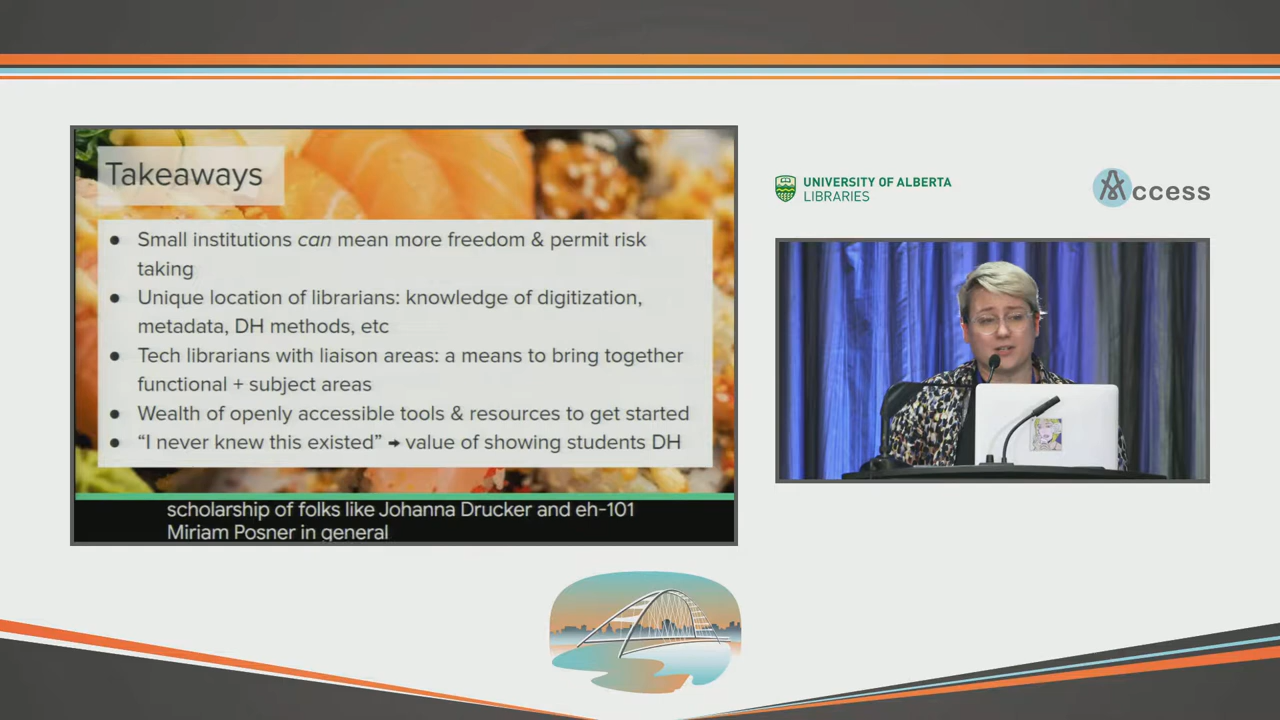 Takeaways
● Small institutions can mean more freedom & permit risk
taking
● Unique location of librarians: knowledge of digitization,
metadata, DH methods, etc
● Tech librarians with liaison areas: a means to bring together
functional + subject areas
● Wealth of openly accessible tools & resources to get started
● “I never knew this existed” → value of showing students DH
scholarship of folks like Johanna Drucker and eh-101
Miriam Posner in general
UNIVERSITY OF ALBERTA
LIBRARIES
Access